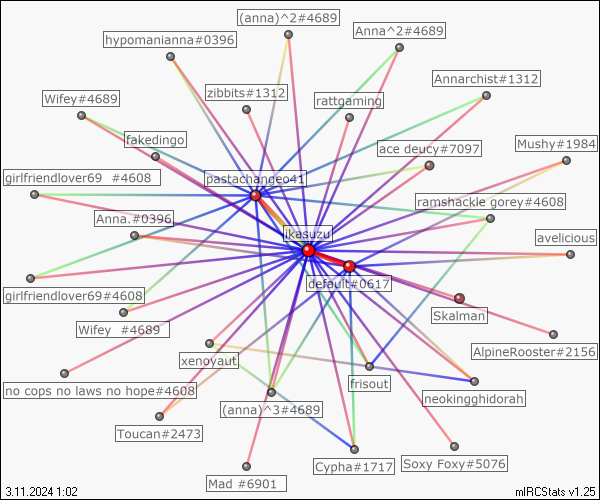 (anna)^2#4689
Anna^2#4689
hypomanianna#0396
Annarchist#1312
zibbits#1312
rattgaming
Wifey#4689
fakedingo
ace deucy#7097
Mushy#1984
girlfriendlover69 #4608
pastachango41
ramshackle gorey#4608
Anna.#0396
ikasuzu
avelicious
default#0617
girlfriendlover69#4608
Skalman
Wifey #4689
AlpineRooster#2156
xenoyaut
frisout
no cops no laws no hope#4608
neokingghidorah
(anna)^3#4689
Toucan#2473
Cypha#1717
Soxy Foxy#5076
Mad #6901
3.11.2024 1:02
mIRCStats v1.25